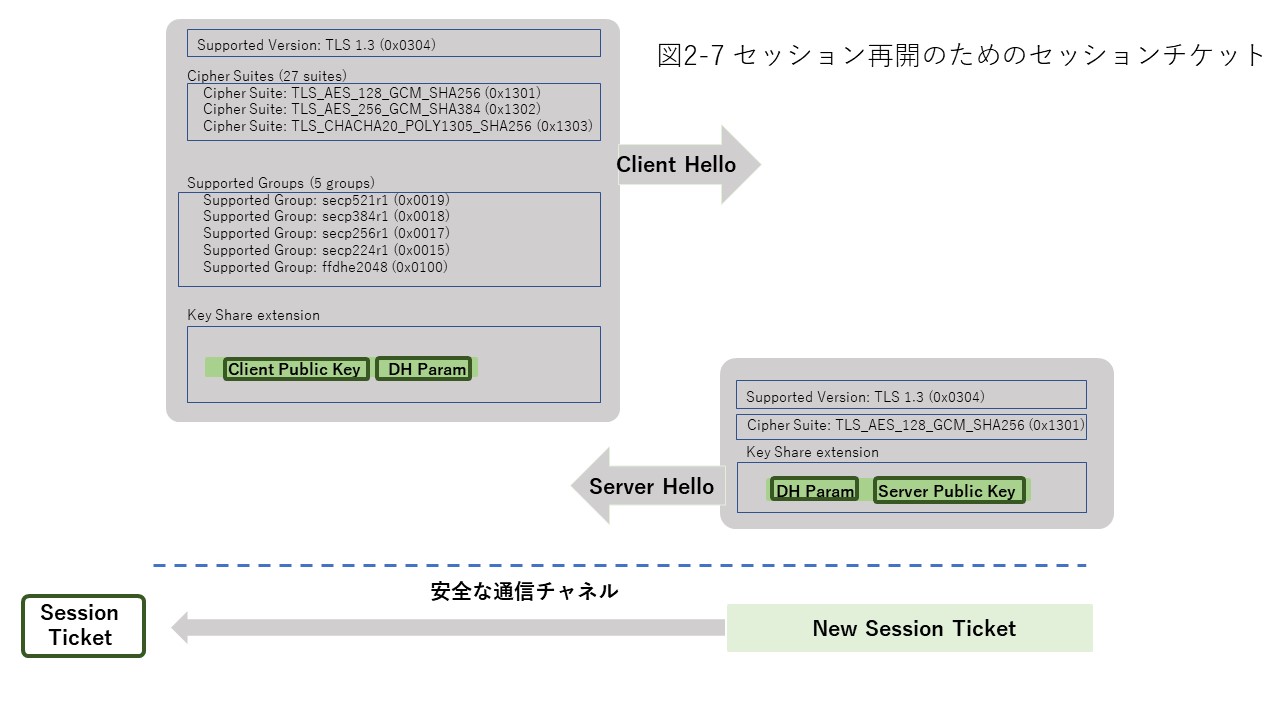 図2-7 セッション再開のためのセッションチケット
Supported Version: TLS 1.3 (0x0304)
Cipher Suites (27 suites)
Cipher Suite: TLS_AES_128_GCM_SHA256 (0x1301)
Cipher Suite: TLS_AES_256_GCM_SHA384 (0x1302)
Cipher Suite: TLS_CHACHA20_POLY1305_SHA256 (0x1303)
Client Hello
Supported Groups (5 groups)
Supported Group: secp521r1 (0x0019)
Supported Group: secp384r1 (0x0018)
Supported Group: secp256r1 (0x0017)
Supported Group: secp224r1 (0x0015)
Supported Group: ffdhe2048 (0x0100)
Key Share extension
Client Public Key DH Param
Supported Version: TLS 1.3 (0x0304)
Cipher Suite: TLS_AES_128_GCM_SHA256 (0x1301)
Key Share extension
DH Param Server Public Key
Server Hello
安全な通信チャネル
Session
Ticket
New Session Ticket